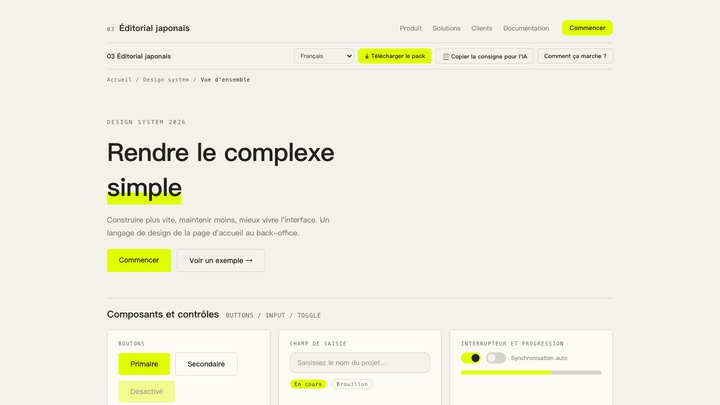 03 Éditorial japonais
Produit Solutions Clients Documentation Commencer
03 Éditorial japonais
Français Télécharger le pack Copier la consigne pour l'IA Comment ça marche ?
Accueil / Design system / Vue d'ensemble
DESIGN SYSTEM 2026
Rendre le complexe
simple
Construire plus vite, maintenir moins, mieux vivre l'interface. Un
langage de design de la page d'accueil au back-office.
Commencer Voir un exemple →
Composants et contrôles BUTTONS / INPUT / TOGGLE
BOUTONS
Primaire Secondaire
Désactivé
CHAMP DE SAISIE
Saisissez le nom du projet…
En cours Brouillon
INTERRUPTEUR ET PROGRESSION
Synchronisation auto